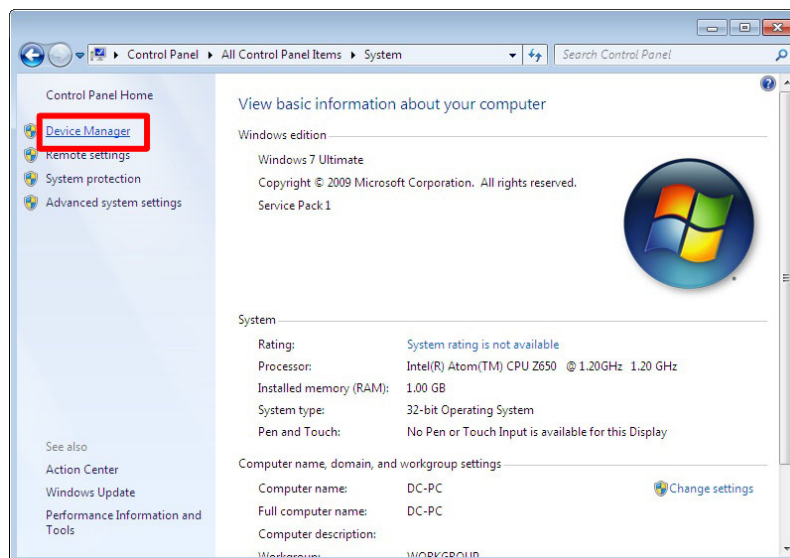 Control Panel ▸ All Control Panel Items ▸ System
Search Control Panel
Control Panel Home
Device Manager
Remote settings
System protection
Advanced system settings
See also
Action Center
Windows Update
Performance Information and
Tools
View basic information about your computer
Windows edition
Windows 7 Ultimate
Copyright © 2009 Microsoft Corporation. All rights reserved.
Service Pack 1
System
Rating: System rating is not available
Processor: Intel(R) Atom(TM) CPU Z650 @ 1.20GHz 1.20 GHz
Installed memory (RAM): 1.00 GB
System type: 32-bit Operating System
Pen and Touch: No Pen or Touch Input is available for this Display
Computer name, domain, and workgroup settings
Computer name: DC-PC
Change settings
Full computer name: DC-PC
Computer description:
Workgroup: WORKGROUP